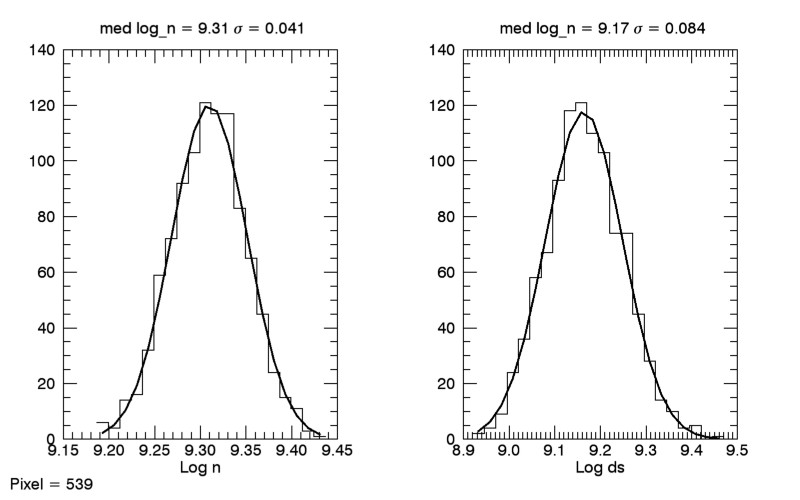 med log_n = 9.31 σ = 0.041
med log_n = 9.17 σ = 0.084
140
120
100
80
60
40
20
0
9.15 9.20 9.25 9.30 9.35 9.40 9.45
Log n
140
120
100
80
60
40
20
0
8.9 9.0 9.1 9.2 9.3 9.4 9.5
Log ds
Pixel = 539